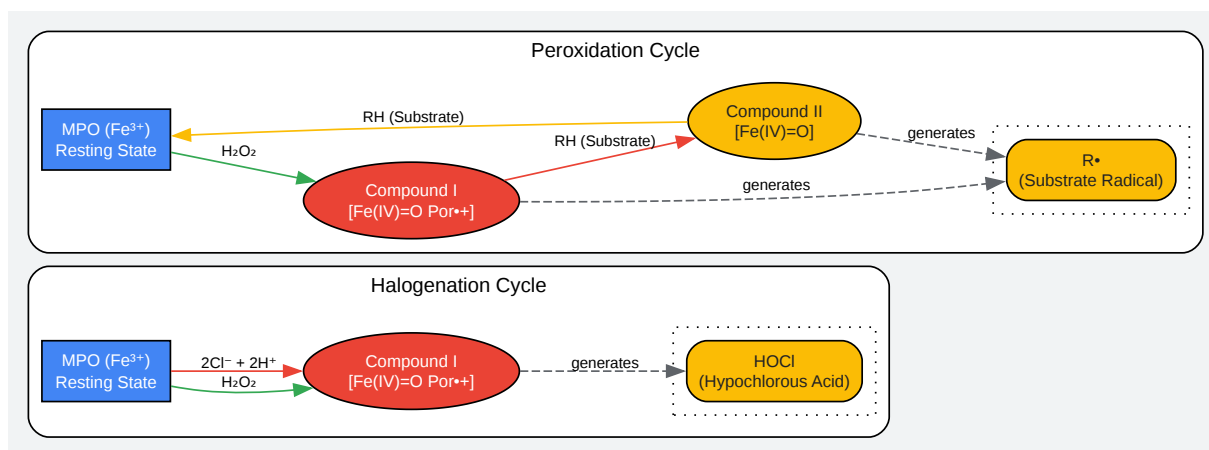 Peroxidation Cycle
MPO (Fe³⁺)
Resting State
H₂O₂
RH (Substrate)
Compound I
[Fe(IV)=O Por•+]
RH (Substrate)
Compound II
[Fe(IV)=O]
generates
generates
R•
(Substrate Radical)
Halogenation Cycle
MPO (Fe³⁺)
Resting State
2Cl⁻ + 2H⁺
H₂O₂
Compound I
[Fe(IV)=O Por•+]
generates
HOCl
(Hypochlorous Acid)